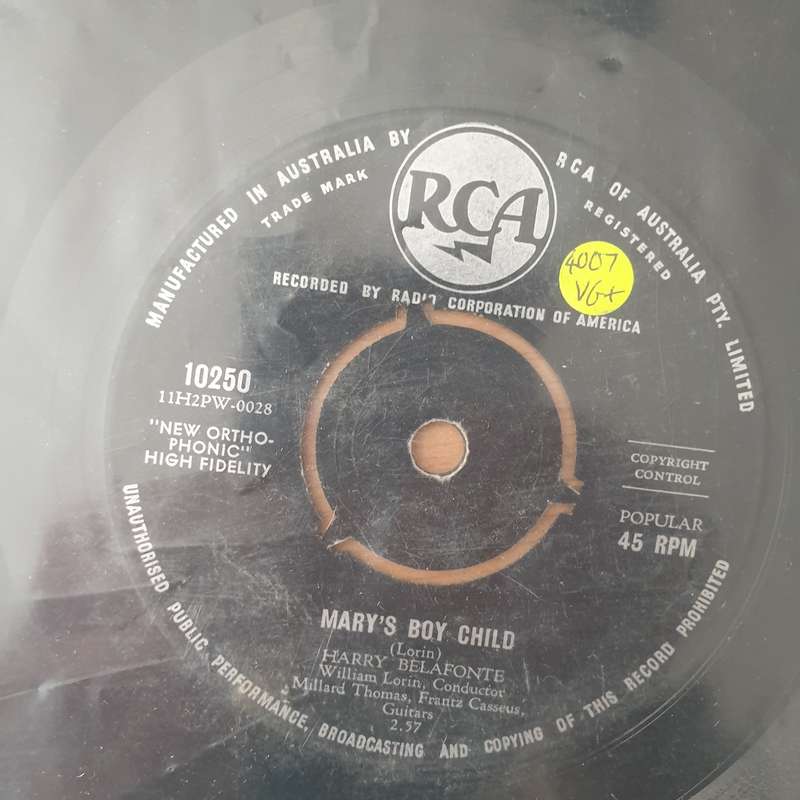 MANUFACTURED IN AUSTRALIA BY
RCA OF AUSTRALIA PTY. LIMITED
TRADE MARK
RCA
REGISTERED
4007
VG+
RECORDED BY RADIO CORPORATION OF AMERICA
10250
11H2PW-0028
"NEW ORTHO-
PHONIC"
HIGH FIDELITY
COPYRIGHT
CONTROL
POPULAR
45 RPM
MARY'S BOY CHILD
(Lorin)
HARRY BELAFONTE
William Lorin, Conductor
Millard Thomas, Frantz Casseus,
Guitars
2.57
UNAUTHORISED PUBLIC PERFORMANCE, BROADCASTING AND COPYING OF THIS RECORD PROHIBITED